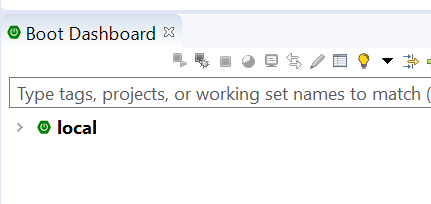 Boot Dashboard
Type tags, projects, or working set names to match (
local